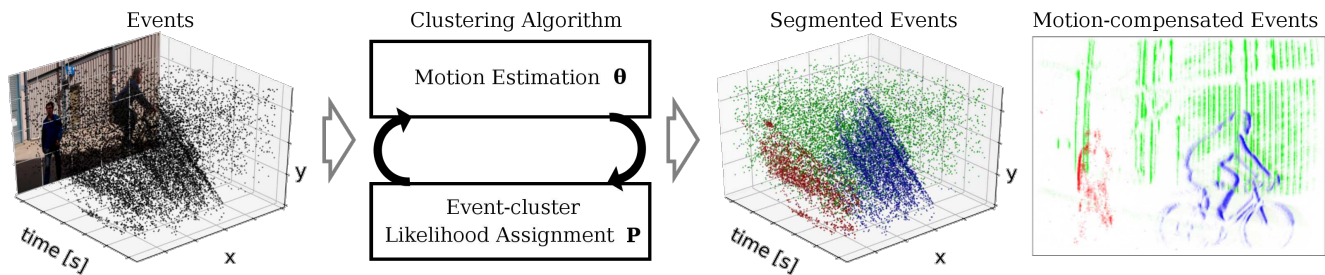 Events
Clustering Algorithm
Segmented Events
Motion-compensated Events
time [s]
x
y
Motion Estimation θ
Event-cluster
Likelihood Assignment P
time [s]
x
y